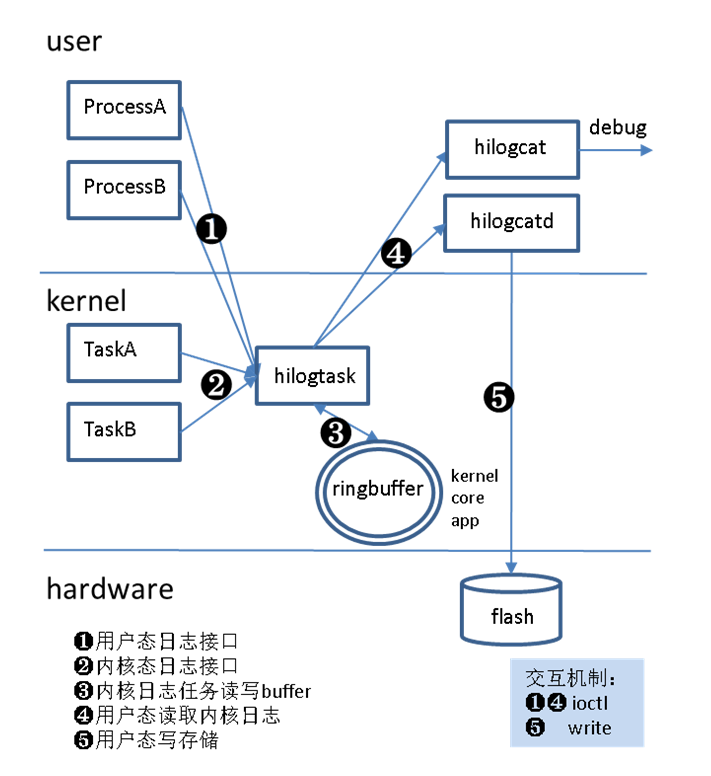 user
ProcessA
ProcessB
hilogcat
debug
hilogcatd
❶
❹
kernel
TaskA
TaskB
hilogtask
❷
❸
❺
ringbuffer
kernel
core
app
hardware
flash
❶用户态日志接口
❷内核态日志接口
❸内核日志任务读写buffer
❹用户态读取内核日志
❺用户态写存储
交互机制：
❶❹ ioctl
❺ write